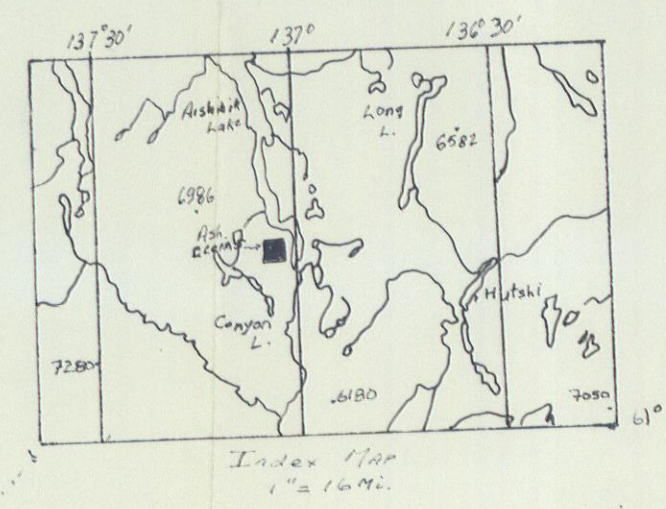 137°30'
137°
136°30'
Aishihik
Lake
Long
L.
6582
6986
Ash.
Claims
Hutshi
Canyon
L.
7280
6180
7050
61°
Index Map
1"= 16 Mi.